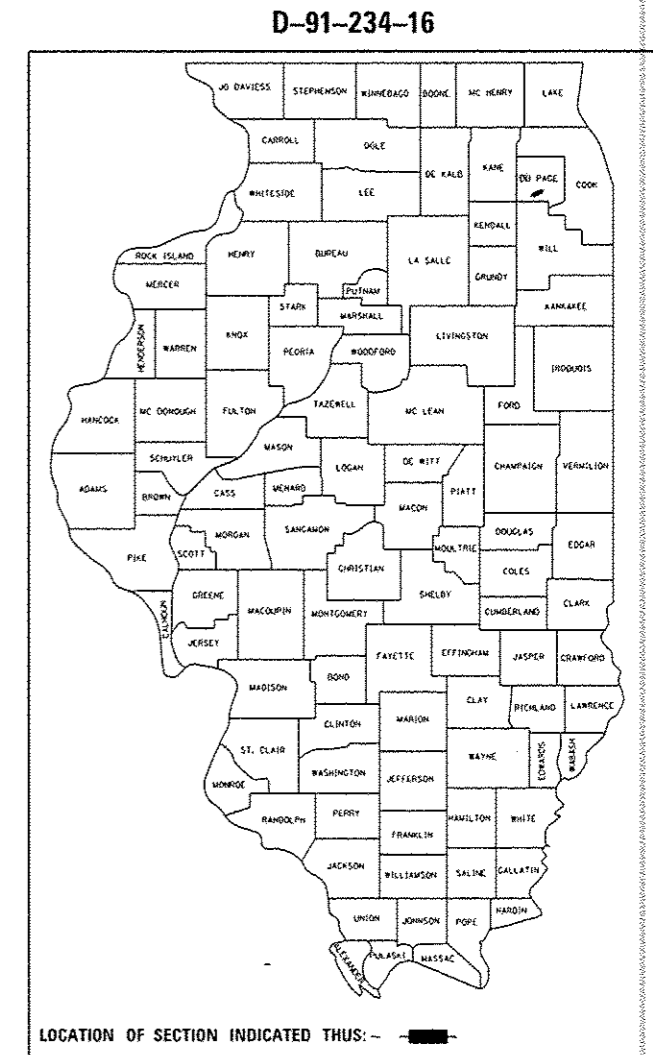 D-91-234-16
JO DAVIESS STEPHENSON WINNEBAGO BOONE MC HENRY LAKE
CARROLL OGLE
DE KALB KANE DU PAGE COOK
WHITESIDE LEE
KENDALL
ROCK ISLAND HENRY BUREAU LA SALLE GRUNDY WILL
MERCER PUTNAM
KANKAKEE
STARK MARSHALL
HENDERSON WARREN KNOX PEORIA WOODFORD LIVINGSTON
IROQUOIS
HANCOCK MC DONOUGH FULTON TAZEWELL MC LEAN FORD
SCHUYLER MASON
LOGAN DE WITT CHAMPAIGN VERMILION
ADAMS BROWN CASS MENARD PIATT
MACON
PIKE SCOTT MORGAN SANGAMON MOULTRIE DOUGLAS EDGAR
CHRISTIAN COLES
CALHOUN GREENE MACOUPIN MONTGOMERY SHELBY CUMBERLAND CLARK
JERSEY
FAYETTE EFFINGHAM JASPER CRAWFORD
MADISON BOND
CLAY RICHLAND LAWRENCE
CLINTON MARION
ST. CLAIR WAYNE EDWARDS WABASH
MONROE WASHINGTON JEFFERSON
RANDOLPH PERRY HAMILTON WHITE
FRANKLIN
JACKSON WILLIAMSON SALINE GALLATIN
UNION JOHNSON POPE HARDIN
ALEXANDER PULASKI MASSAC
LOCATION OF SECTION INDICATED THUS: -